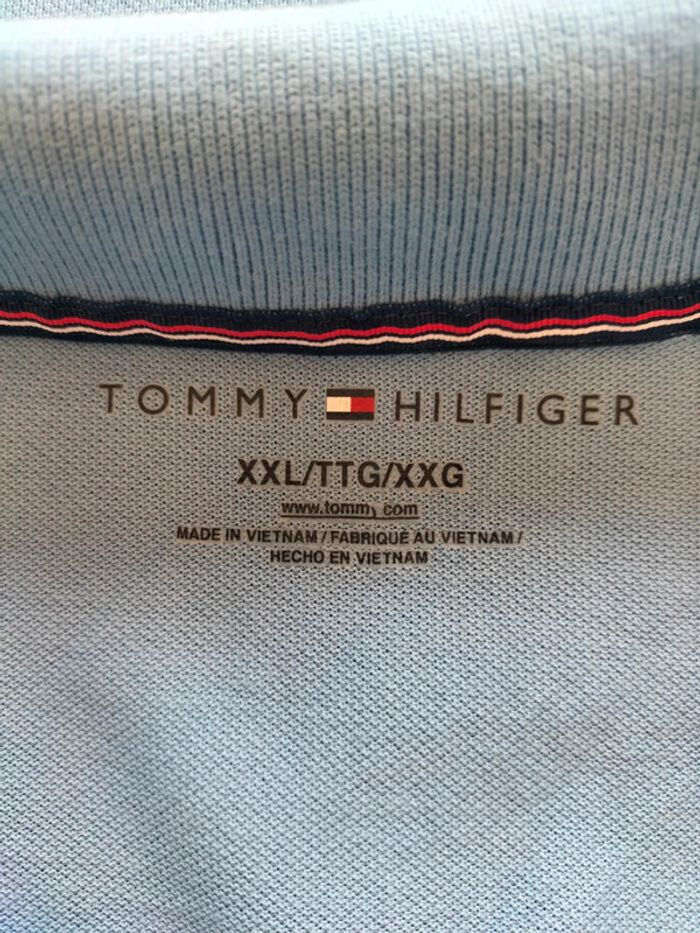 TOMMY HILFIGER
XXL/TTG/XXG
www.tommy.com
MADE IN VIETNAM / FABRIQUÉ AU VIETNAM /
HECHO EN VIETNAM